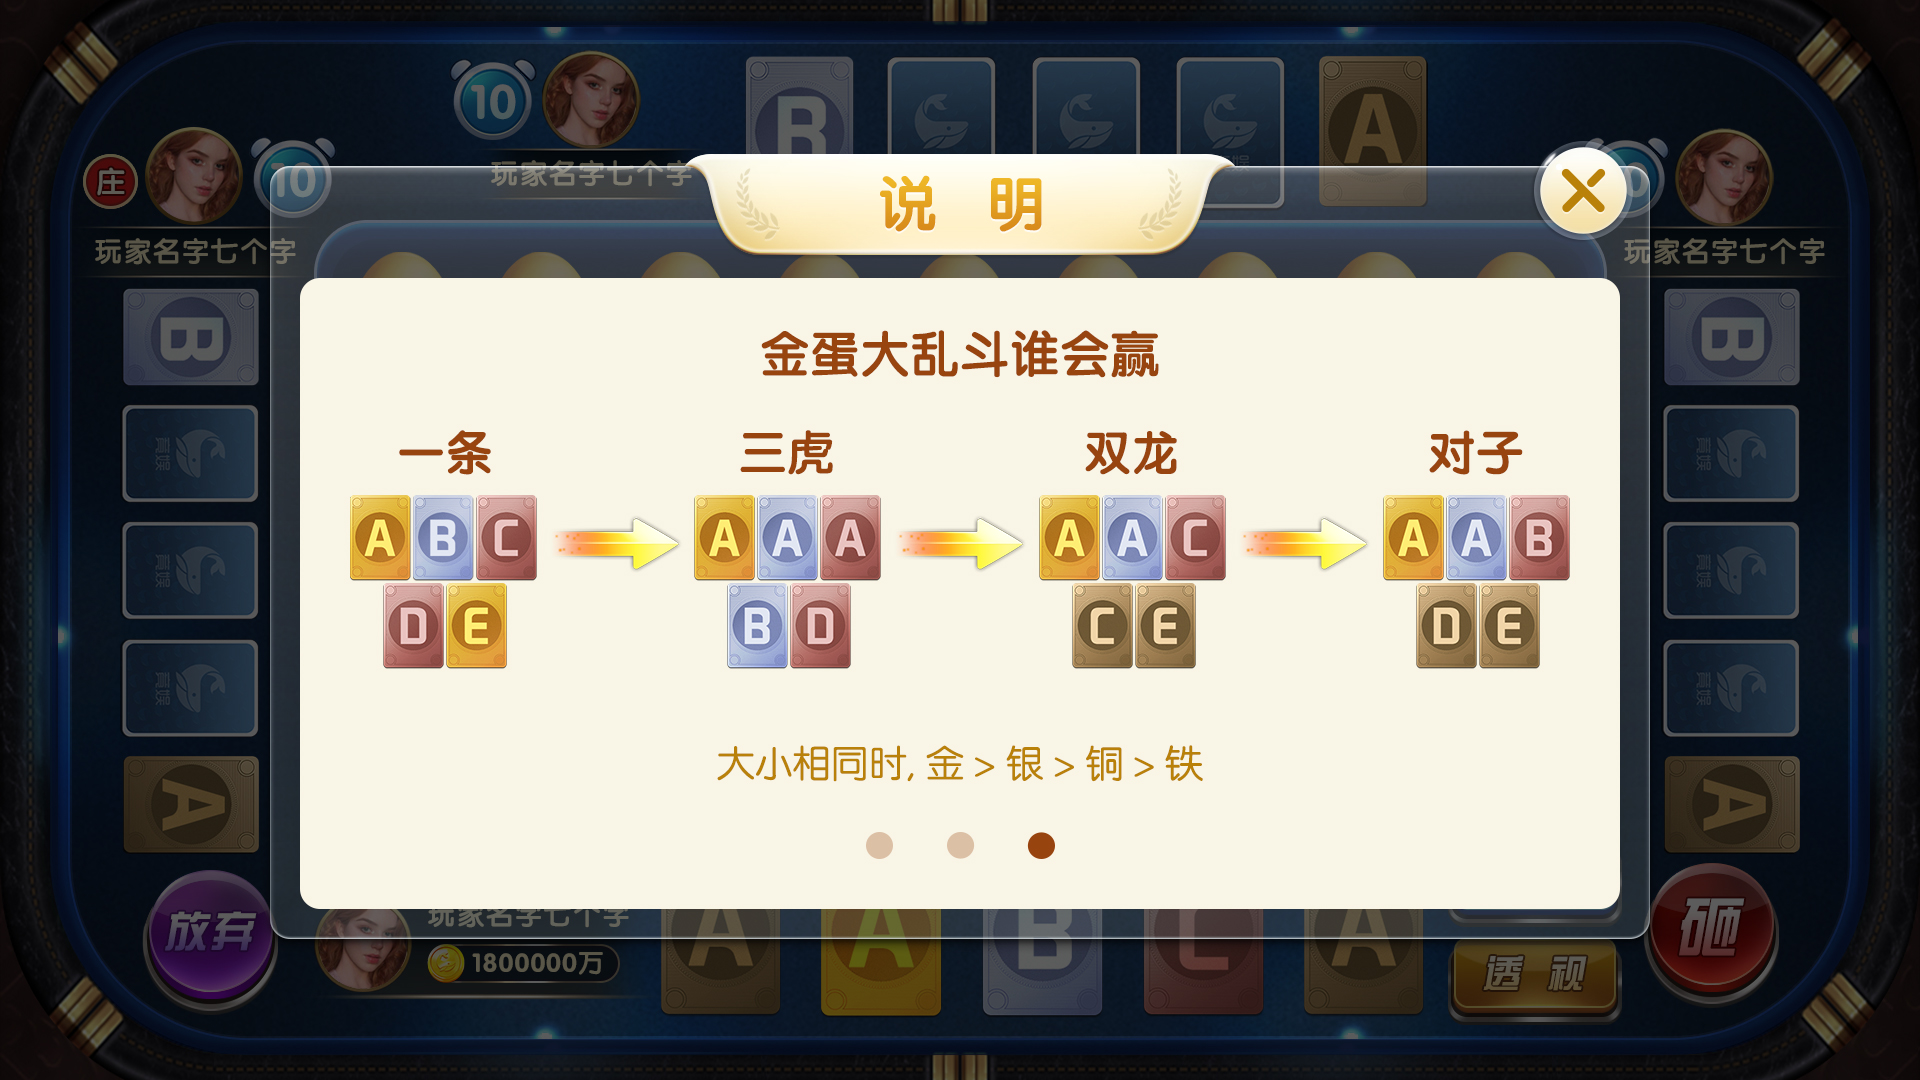 10
B
A
玩家名字七个字
庄
10
玩家名字七个字
玩家名字七个字
说 明
金蛋大乱斗谁会赢
一条
三虎
双龙
对子
A B C
A A A
A A C
A A B
D E
B D
C E
D E
大小相同时, 金 > 银 > 铜 > 铁
B
A
B
A
放弃
玩家名字七个字
1800000万
A
A
B
C
A
透 视
砸